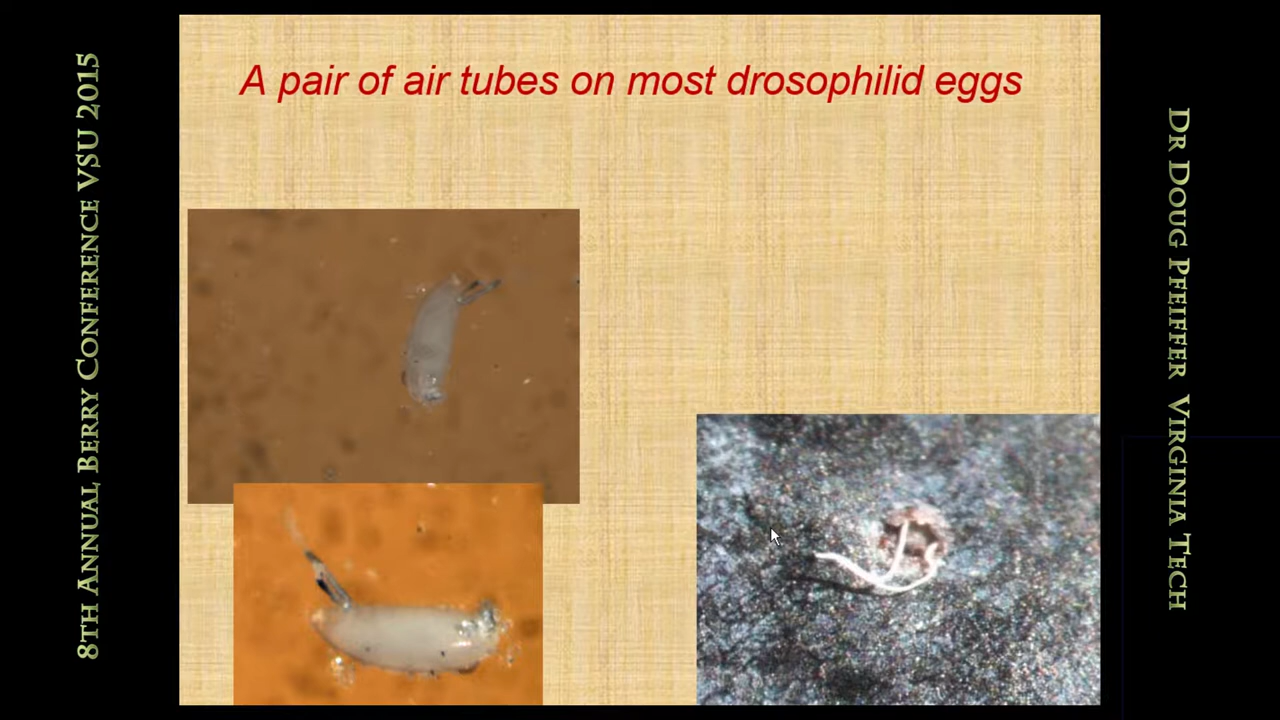 A pair of air tubes on most drosophilid eggs
8th Annual Berry Conference VSU 2015
Dr Doug Pfeiffer Virginia Tech